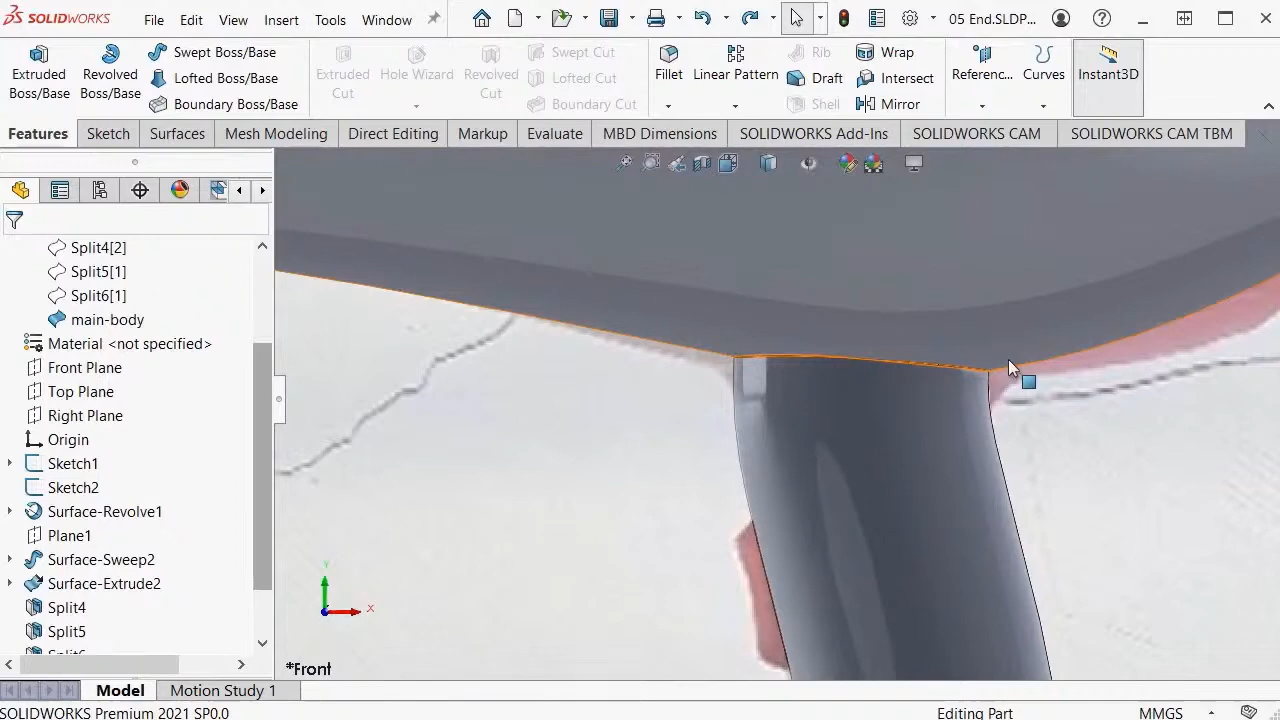 SOLIDWORKS
File Edit View Insert Tools Window
05 End.SLDP...
Extruded Boss/Base
Revolved Boss/Base
Swept Boss/Base
Lofted Boss/Base
Boundary Boss/Base
Extruded Cut
Hole Wizard
Revolved Cut
Swept Cut
Lofted Cut
Boundary Cut
Fillet
Linear Pattern
Rib
Draft
Shell
Wrap
Intersect
Mirror
Referenc...
Curves
Instant3D
Features Sketch Surfaces Mesh Modeling Direct Editing Markup Evaluate MBD Dimensions SOLIDWORKS Add-Ins SOLIDWORKS CAM SOLIDWORKS CAM TBM
Split4[2]
Split5[1]
Split6[1]
main-body
Material <not specified>
Front Plane
Top Plane
Right Plane
Origin
Sketch1
Sketch2
Surface-Revolve1
Plane1
Surface-Sweep2
Surface-Extrude2
Split4
Split5
Y
X
*Front
Model Motion Study 1
SOLIDWORKS Premium 2021 SP0.0
Editing Part
MMGS